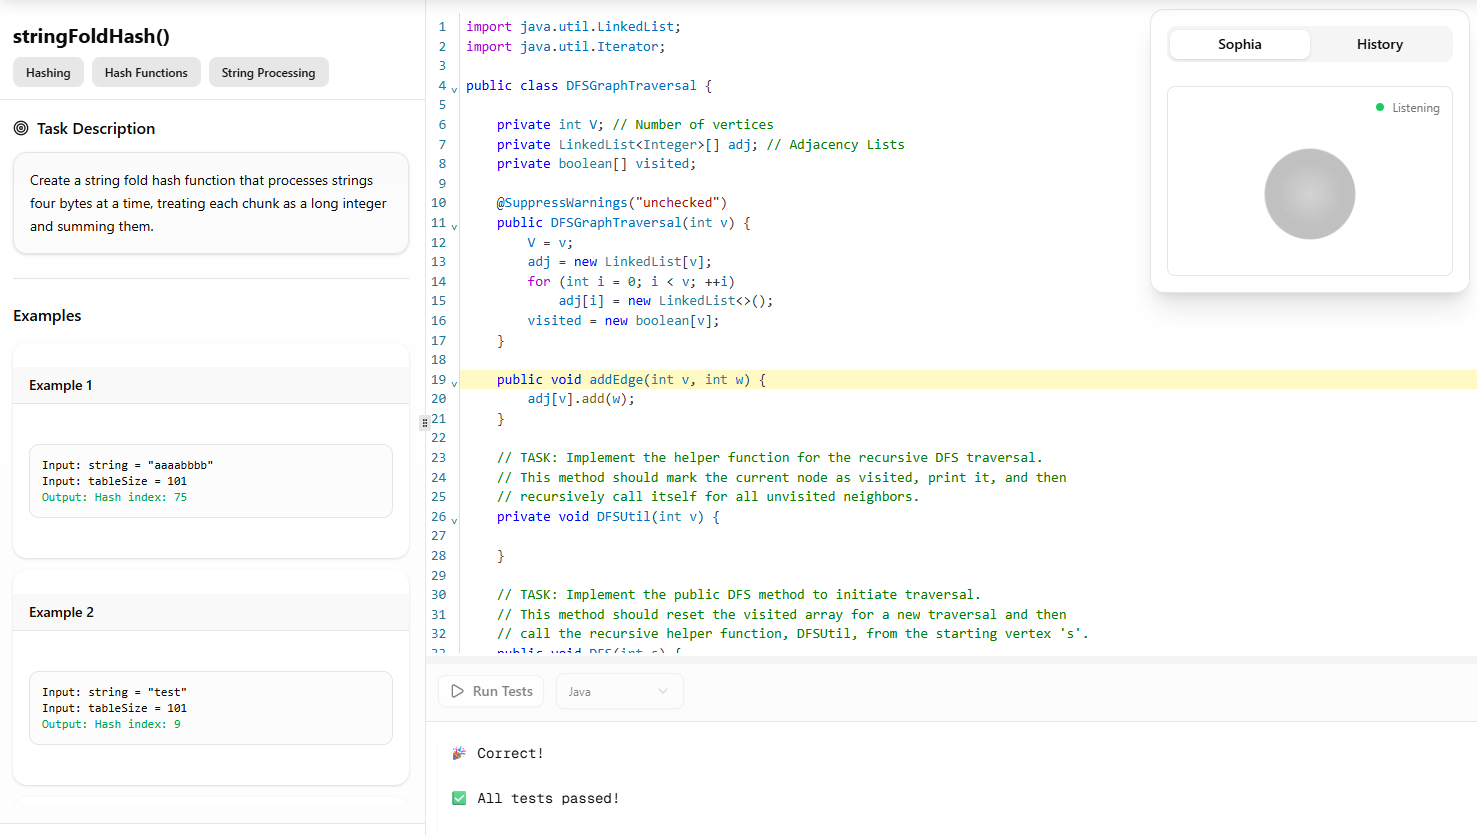 stringFoldHash()
Hashing
Hash Functions
String Processing
Task Description
Create a string fold hash function that processes strings
four bytes at a time, treating each chunk as a long integer
and summing them.
Examples
Example 1
Input: string = "aaaabbbb"
Input: tableSize = 101
Output: Hash index: 75
Example 2
Input: string = "test"
Input: tableSize = 101
Output: Hash index: 9
1 import java.util.LinkedList;
2 import java.util.Iterator;
3
4 public class DFSGraphTraversal {
5
6     private int V; // Number of vertices
7     private LinkedList<Integer>[] adj; // Adjacency Lists
8     private boolean[] visited;
9
10     @SuppressWarnings("unchecked")
11     public DFSGraphTraversal(int v) {
12         V = v;
13         adj = new LinkedList[v];
14         for (int i = 0; i < v; ++i)
15             adj[i] = new LinkedList<>();
16         visited = new boolean[v];
17     }
18
19     public void addEdge(int v, int w) {
20         adj[v].add(w);
21     }
22
23     // TASK: Implement the helper function for the recursive DFS traversal.
24     // This method should mark the current node as visited, print it, and then
25     // recursively call itself for all unvisited neighbors.
26     private void DFSUtil(int v) {
27
28     }
29
30     // TASK: Implement the public DFS method to initiate traversal.
31     // This method should reset the visited array for a new traversal and then
32     // call the recursive helper function, DFSUtil, from the starting vertex 's'.
33     public void DFS(int s) {
Run Tests
Java
🎉 Correct!
✅ All tests passed!
Sophia
History
Listening